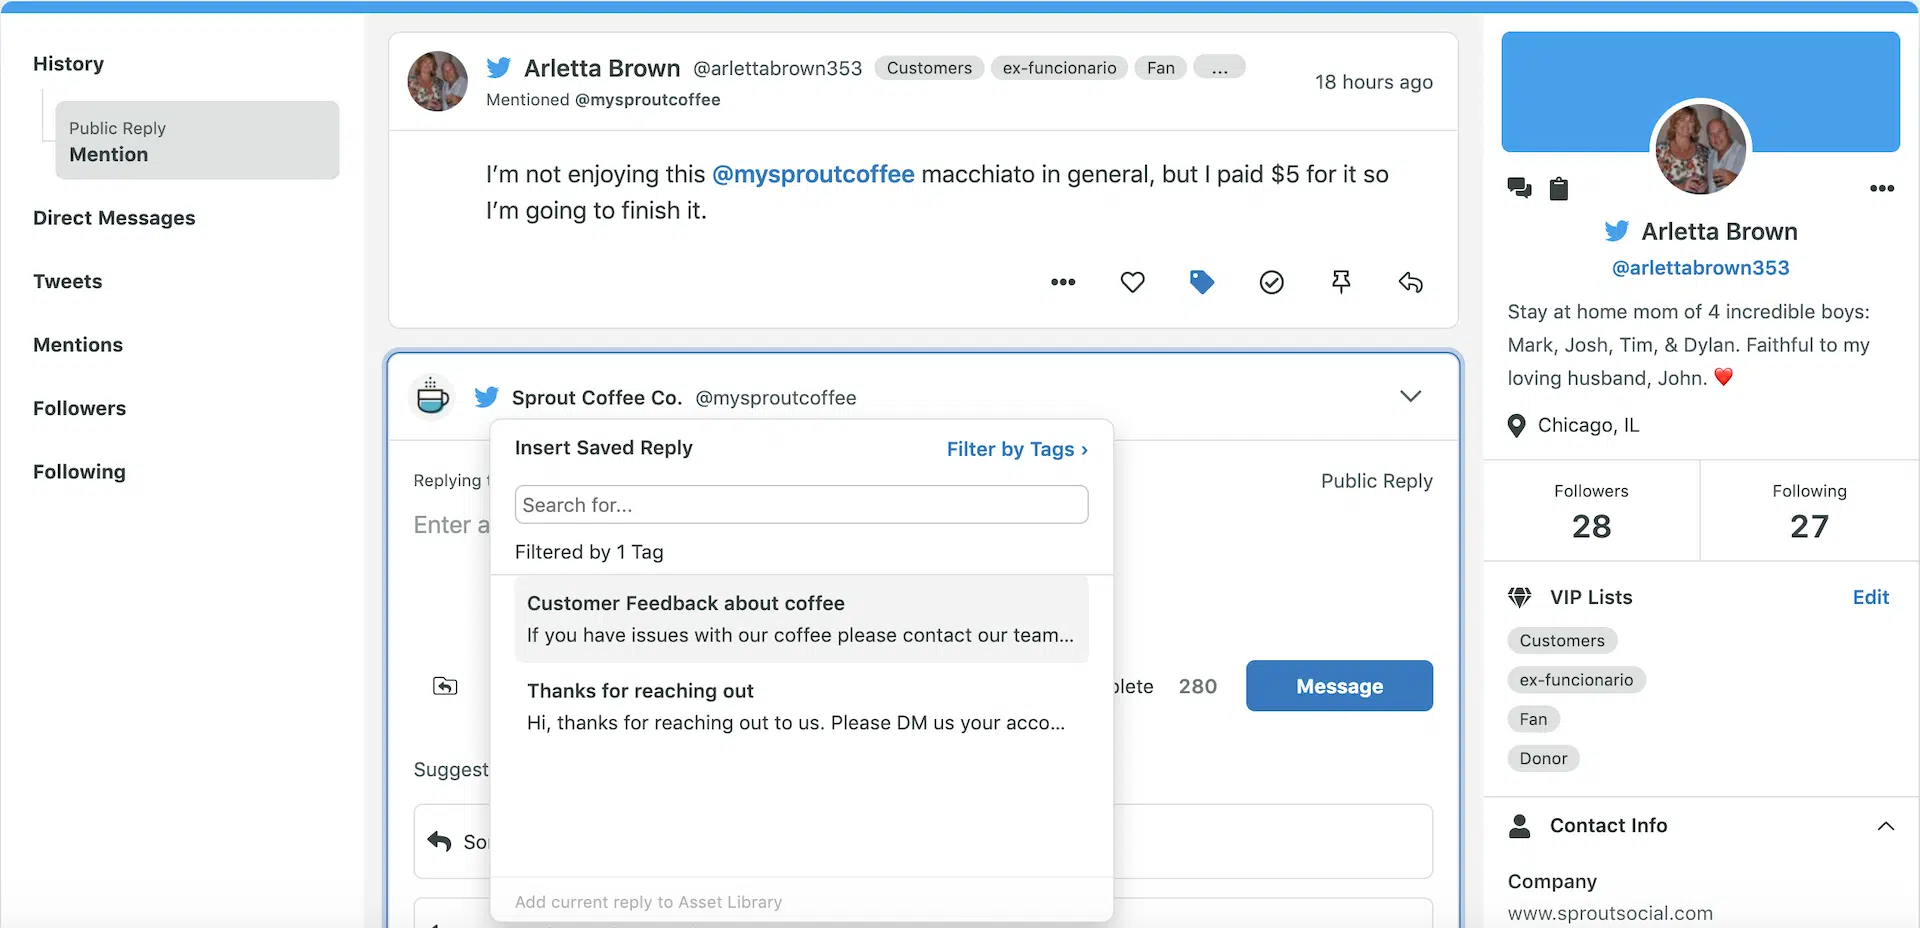 History
Public Reply
Mention
Direct Messages
Tweets
Mentions
Followers
Following
Arletta Brown @arlettabrown353 Customers ex-funcionario Fan ...
Mentioned @mysproutcoffee
18 hours ago
I’m not enjoying this @mysproutcoffee macchiato in general, but I paid $5 for it so
I’m going to finish it.
Sprout Coffee Co. @mysproutcoffee
Replying
Public Reply
Enter a
Insert Saved Reply
Filter by Tags ›
Search for...
Filtered by 1 Tag
Customer Feedback about coffee
If you have issues with our coffee please contact our team...
Thanks for reaching out
Hi, thanks for reaching out to us. Please DM us your acco...
Add current reply to Asset Library
plete 280 Message
Suggest
So
Arletta Brown
@arlettabrown353
Stay at home mom of 4 incredible boys:
Mark, Josh, Tim, & Dylan. Faithful to my
loving husband, John. ❤️
Chicago, IL
Followers
28
Following
27
VIP Lists
Edit
Customers
ex-funcionario
Fan
Donor
Contact Info
Company
www.sproutsocial.com